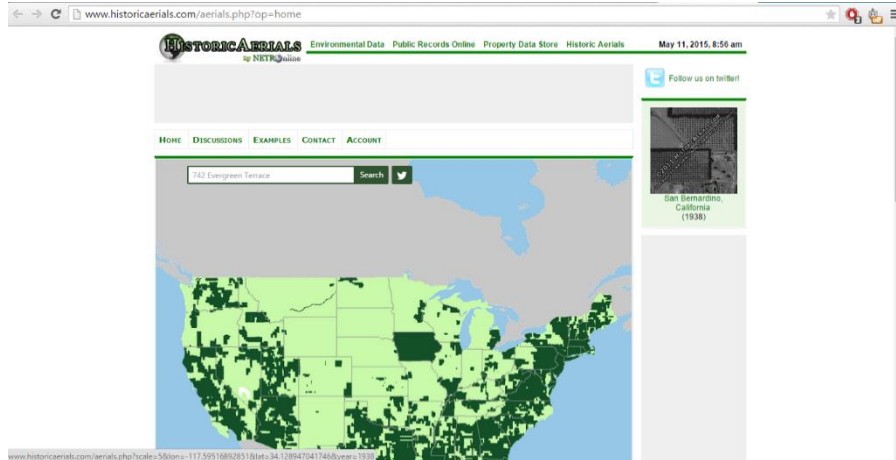 www.historicaerials.com/aerials.php?op=home
HISTORICAERIALS
by NETROnline
Environmental Data Public Records Online Property Data Store Historic Aerials
May 11, 2015, 8:56 am
Follow us on twitter!
HOME DISCUSSIONS EXAMPLES CONTACT ACCOUNT
742 Evergreen Terrace
Search
San Bernardino,
California
(1938)
www.historicaerials.com/aerials.php?scale=5&lon=-117.59516892851&lat=34.128947041746&year=1938